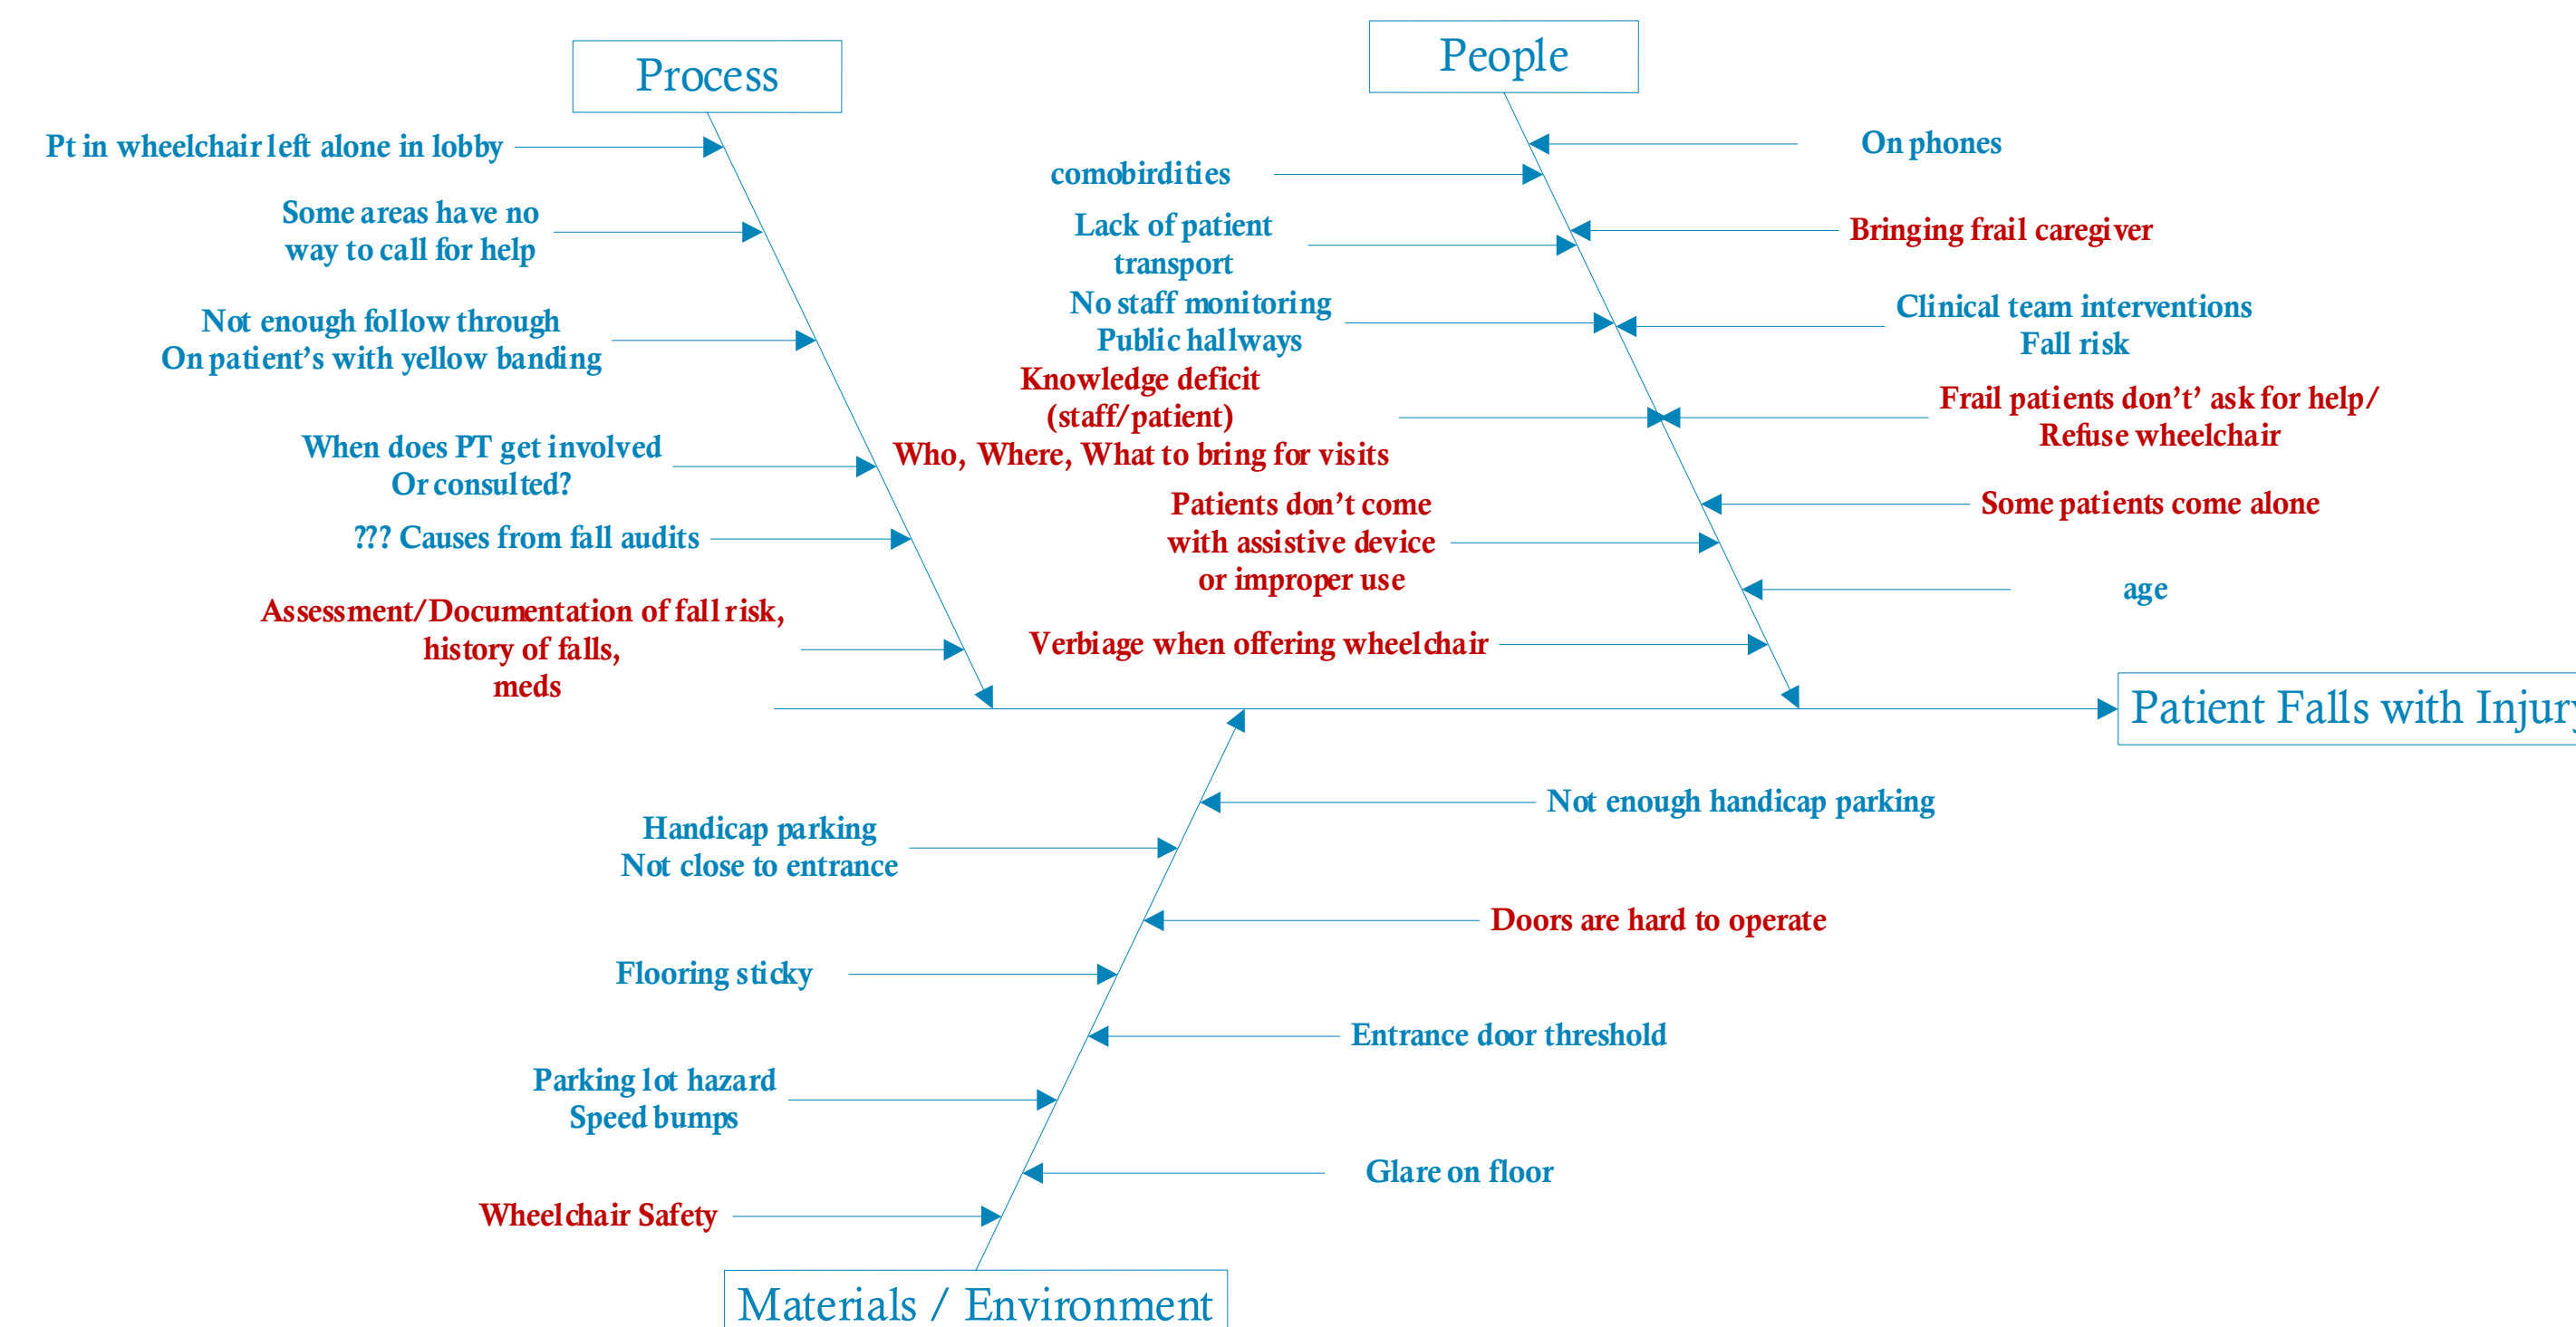 Process
Pt in wheelchair left alone in lobby
Some areas have no
way to call for help
Not enough follow through
On patient’s with yellow banding
When does PT get involved
Or consulted?
??? Causes from fall audits
Assessment/Documentation of fall risk,
history of falls,
meds
People
comobirdities
Lack of patient
transport
No staff monitoring
Public hallways
Knowledge deficit
(staff/patient)
Who, Where, What to bring for visits
Patients don’t come
with assistive device
or improper use
Verbiage when offering wheelchair
On phones
Bringing frail caregiver
Clinical team interventions
Fall risk
Frail patients don’t’ ask for help/
Refuse wheelchair
Some patients come alone
age
Patient Falls with Injury
Handicap parking
Not close to entrance
Flooring sticky
Parking lot hazard
Speed bumps
Wheelchair Safety
Not enough handicap parking
Doors are hard to operate
Entrance door threshold
Glare on floor
Materials / Environment